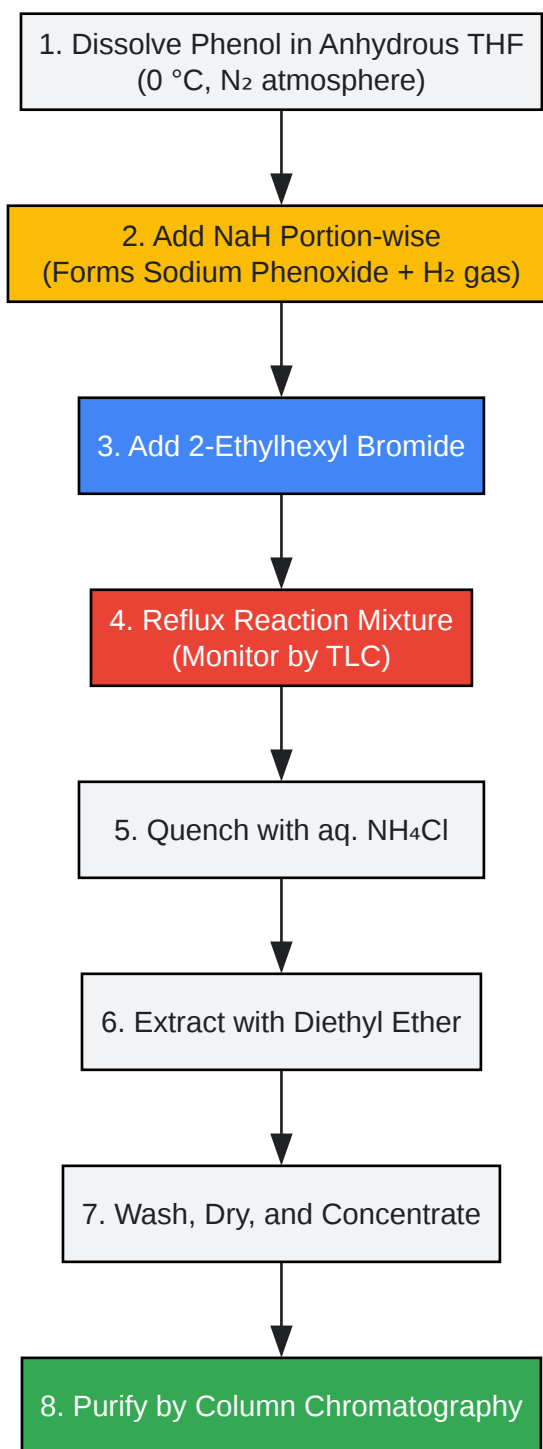 1. Dissolve Phenol in Anhydrous THF
(0 °C, N₂ atmosphere)
2. Add NaH Portion-wise
(Forms Sodium Phenoxide + H₂ gas)
3. Add 2-Ethylhexyl Bromide
4. Reflux Reaction Mixture
(Monitor by TLC)
5. Quench with aq. NH₄Cl
6. Extract with Diethyl Ether
7. Wash, Dry, and Concentrate
8. Purify by Column Chromatography